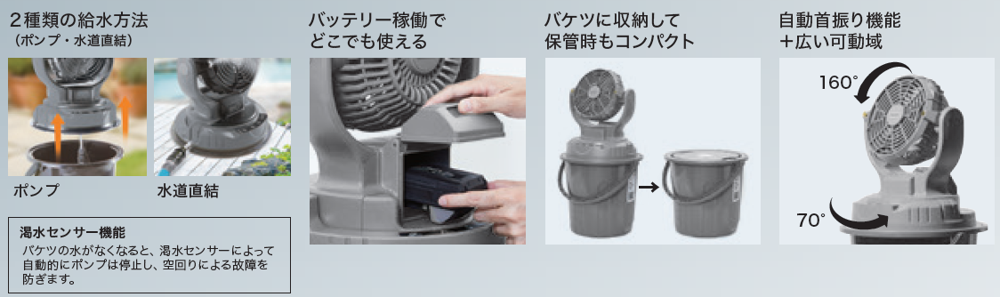 2種類の給水方法
（ポンプ・水道直結）
ポンプ
水道直結
渇水センサー機能
バケツの水がなくなると、渇水センサーによって
自動的にポンプは停止し、空回りによる故障を
防ぎます。
バッテリー稼働で
どこでも使える
バケツに収納して
保管時もコンパクト
自動首振り機能
＋広い可動域
160°
70°